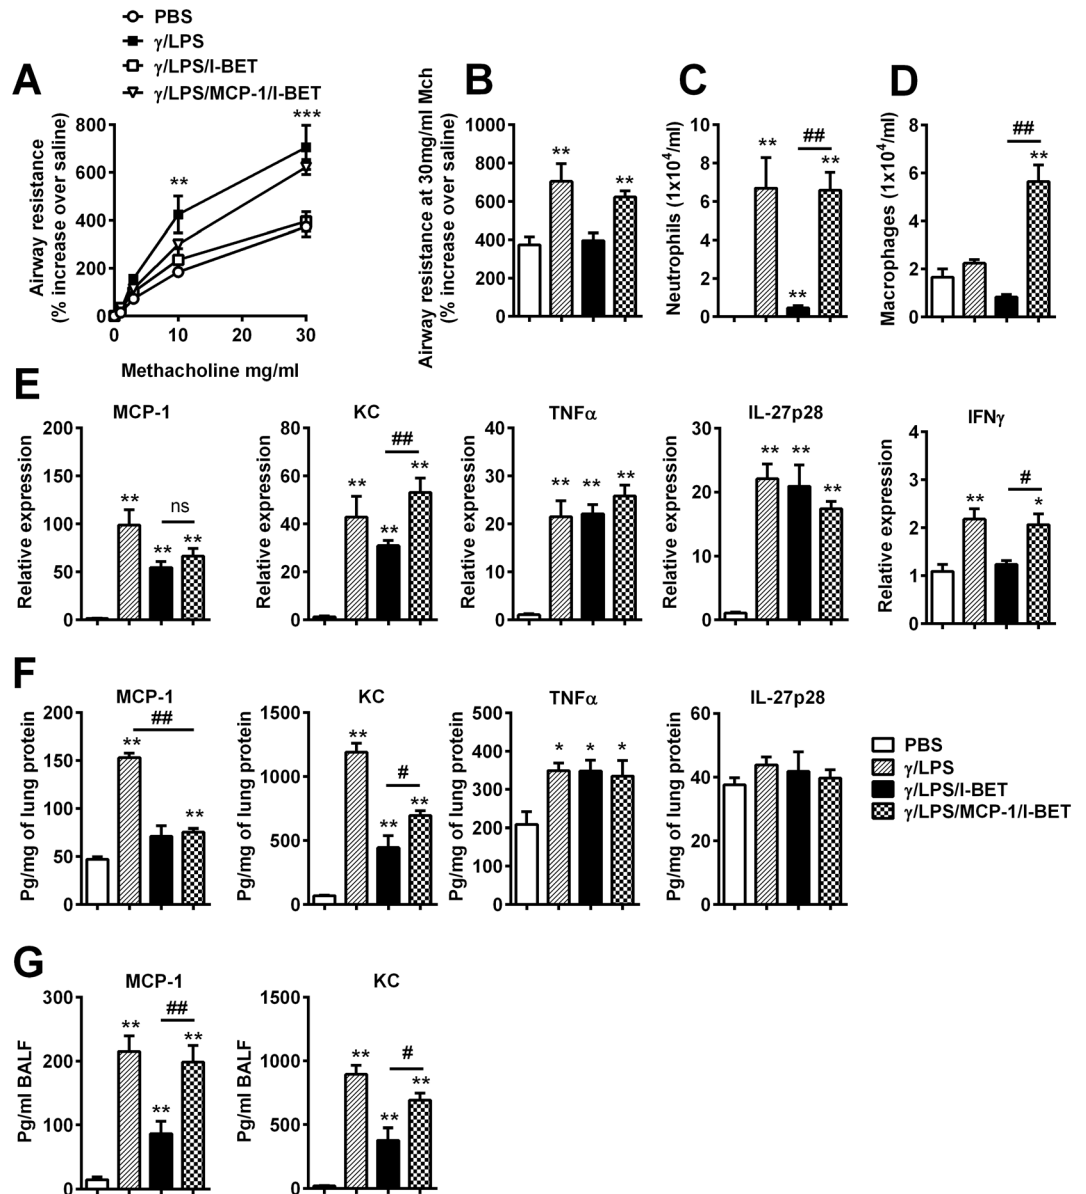 PBS
γ/LPS
γ/LPS/I-BET
γ/LPS/MCP-1/I-BET
A
Airway resistance
(% increase over saline)
800
600
400
200
0
0
10
20
30
**
***
Methacholine mg/ml
B
Airway resistance at 30mg/ml Mch
(% increase over saline)
1000
800
600
400
200
0
**
**
C
Neutrophils (1x10⁴/ml)
10
8
6
4
2
0
**
**
##
**
D
Macrophages (1x10⁴/ml)
8
6
4
2
0
##
**
E
MCP-1
Relative expression
200
150
100
50
0
**
**
ns
**
KC
Relative expression
80
60
40
20
0
**
**
##
**
TNFα
Relative expression
40
30
20
10
0
**
**
**
IL-27p28
Relative expression
30
20
10
0
**
**
**
IFNγ
Relative expression
4
3
2
1
0
**
#
*
F
MCP-1
Pg/mg of lung protein
200
150
100
50
0
##
**
**
KC
Pg/mg of lung protein
1500
1000
500
0
**
**
#
**
TNFα
Pg/mg of lung protein
500
400
300
200
100
0
*
*
*
IL-27p28
Pg/mg of lung protein
60
40
20
0
PBS
γ/LPS
γ/LPS/I-BET
γ/LPS/MCP-1/I-BET
G
MCP-1
Pg/ml BALF
300
200
100
0
**
**
##
**
KC
Pg/ml BALF
1500
1000
500
0
**
**
#
**